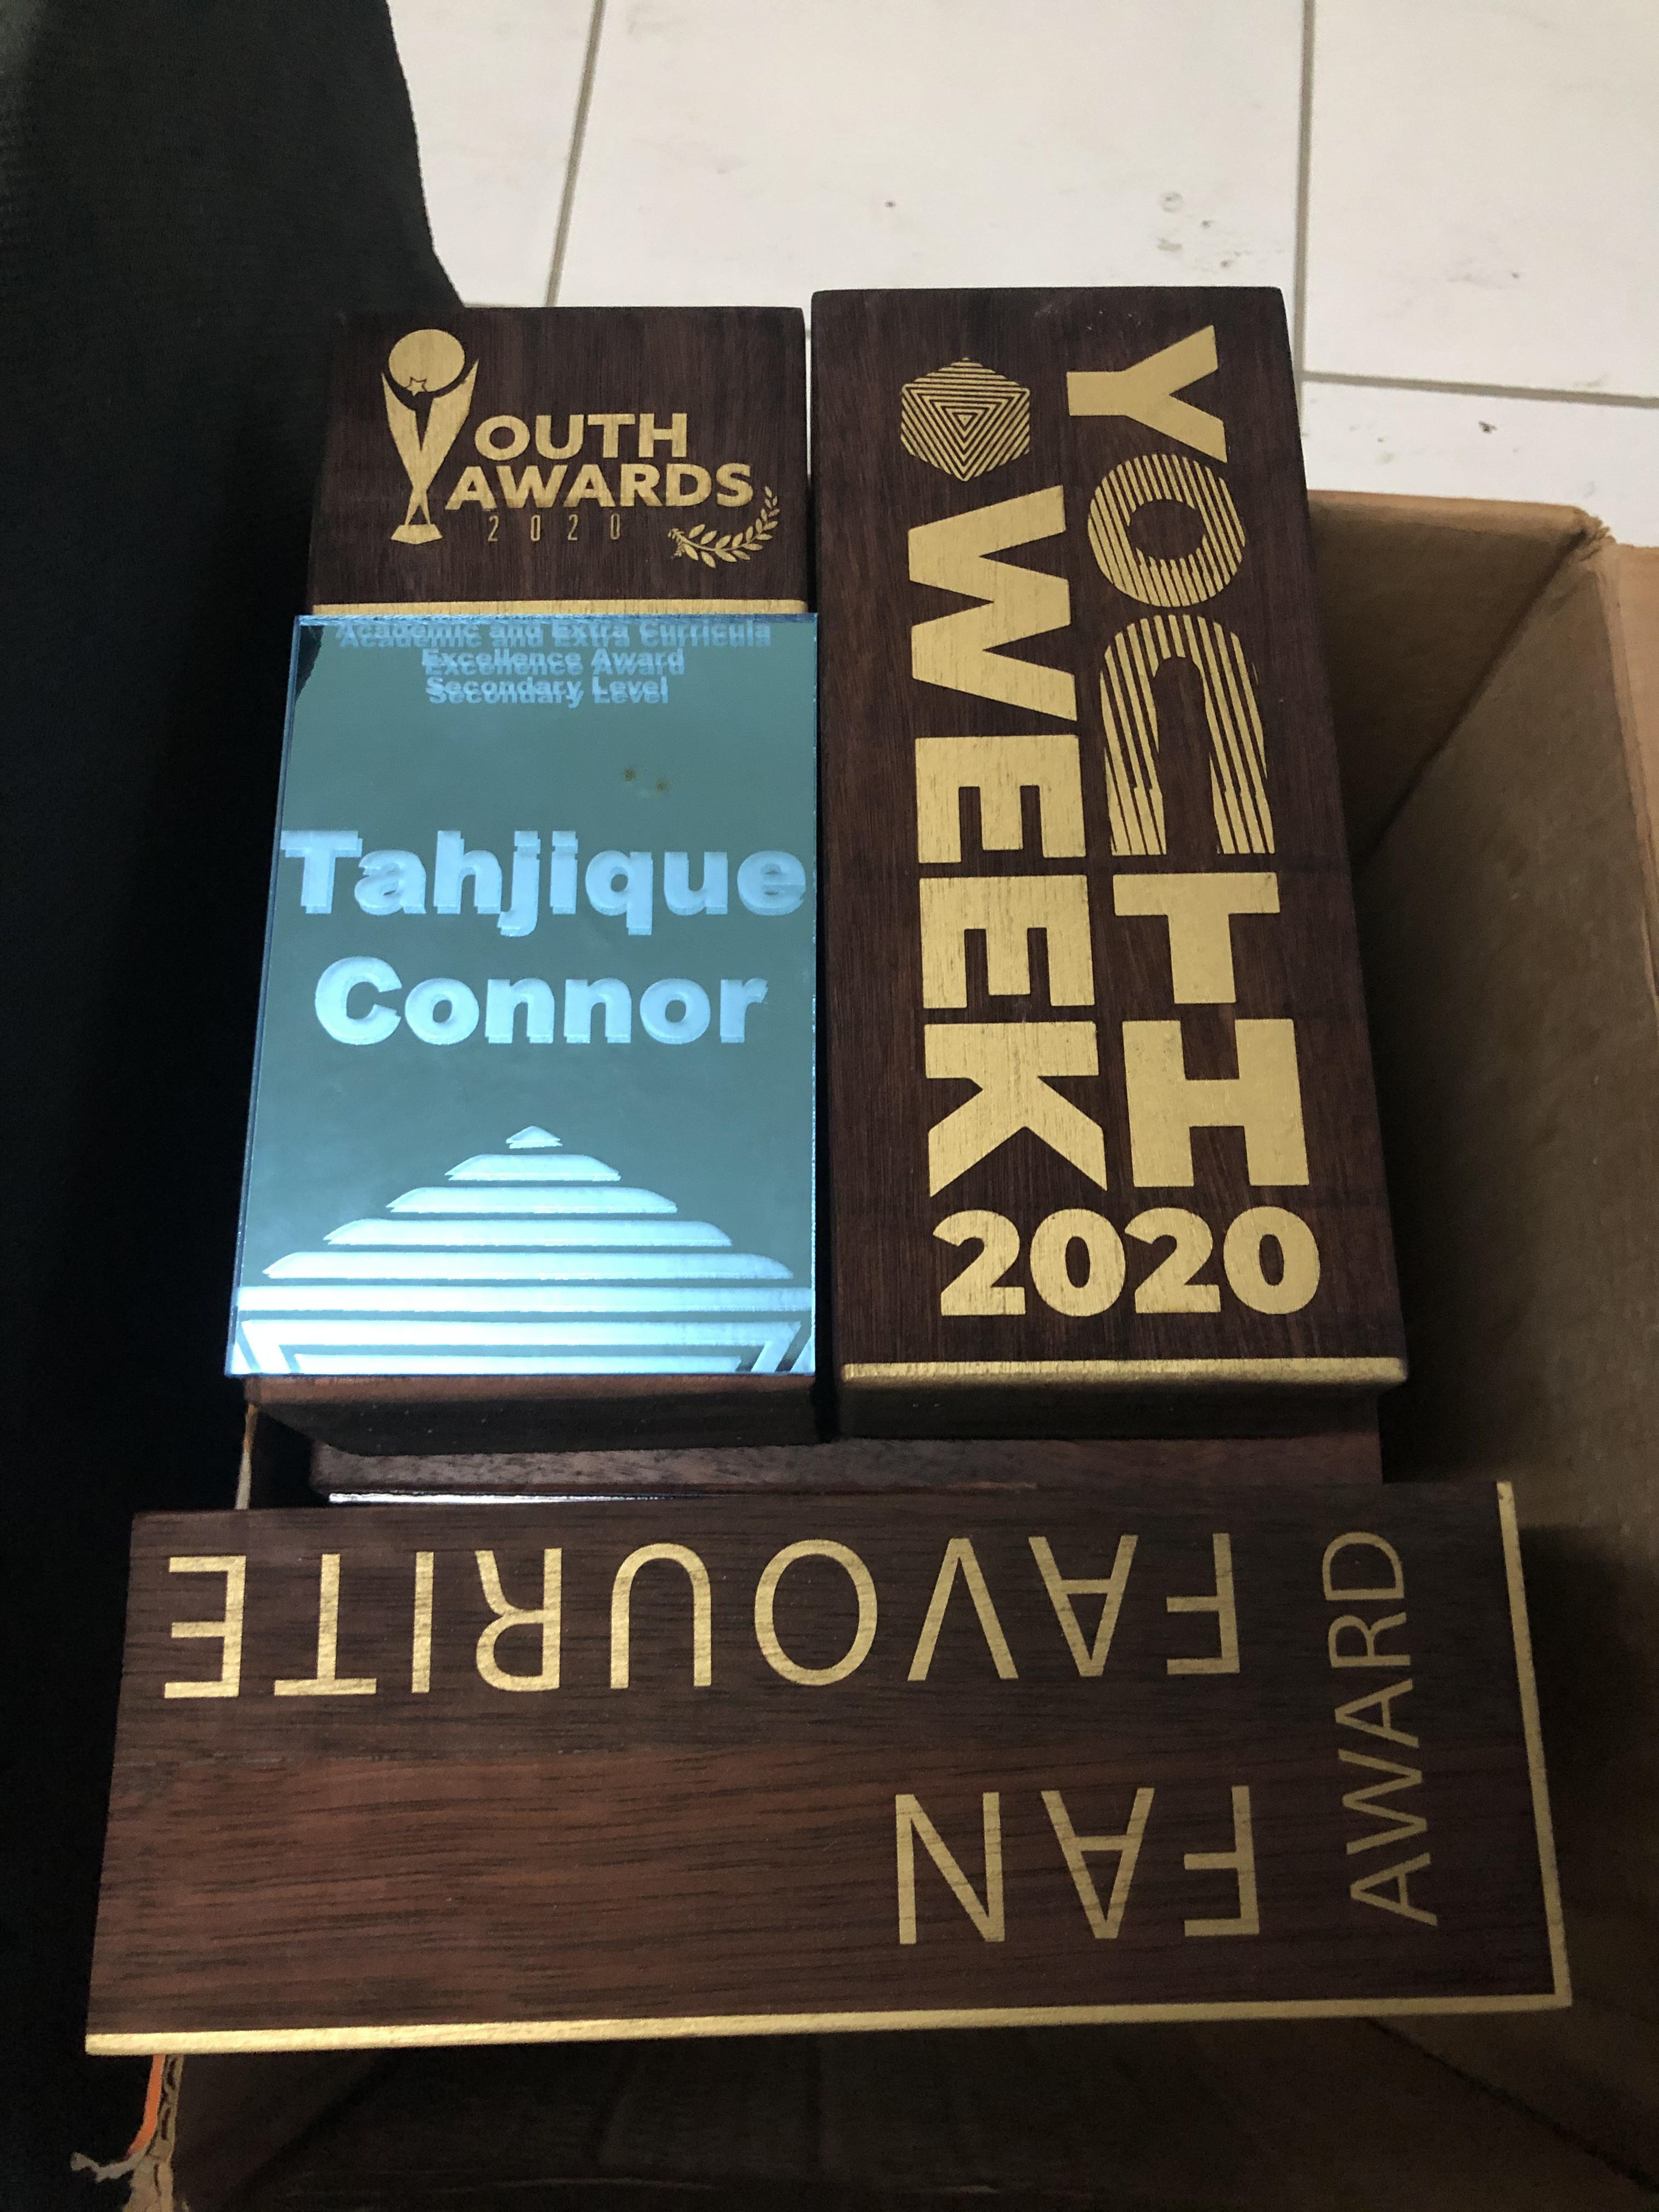 YOUTH
AWARDS
2020
Academic and Extra Curricula
Excellence Award
Secondary Level
Tahjique
Connor
YOUTH
WEEK
2020
FAN
FAVOURITE
AWARD